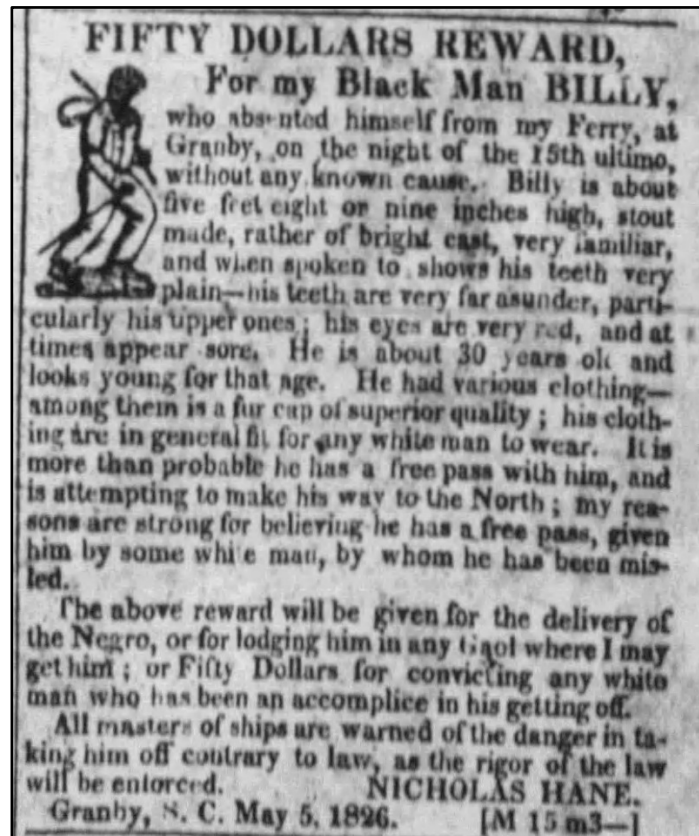 FIFTY DOLLARS REWARD,
For my Black Man BILLY,
who absented himself from my Ferry, at
Granby, on the night of the 15th ultimo,
without any known cause. Billy is about
five feet eight or nine inches high, stout
made, rather of bright cast, very familiar,
and when spoken to shows his teeth very
plain—his teeth are very far asunder, parti-
cularly his upper ones; his eyes are very red, and at
times appear sore. He is about 30 years old and
looks young for that age. He had various clothing—
among them is a fur cap of superior quality; his cloth-
ing are in general fit for any white man to wear. It is
more than probable he has a free pass with him, and
is attempting to make his way to the North; my rea-
sons are strong for believing he has a free pass, given
him by some white man, by whom he has been mis-
led.
The above reward will be given for the delivery of
the Negro, or for lodging him in any Gaol where I may
get him; or Fifty Dollars for convicting any white
man who has been an accomplice in his getting off.
All masters of ships are warned of the danger in ta-
king him off contrary to law, as the rigor of the law
will be enforced. NICHOLAS HANE.
Granby, S. C. May 5, 1826. [M 15 m3—]